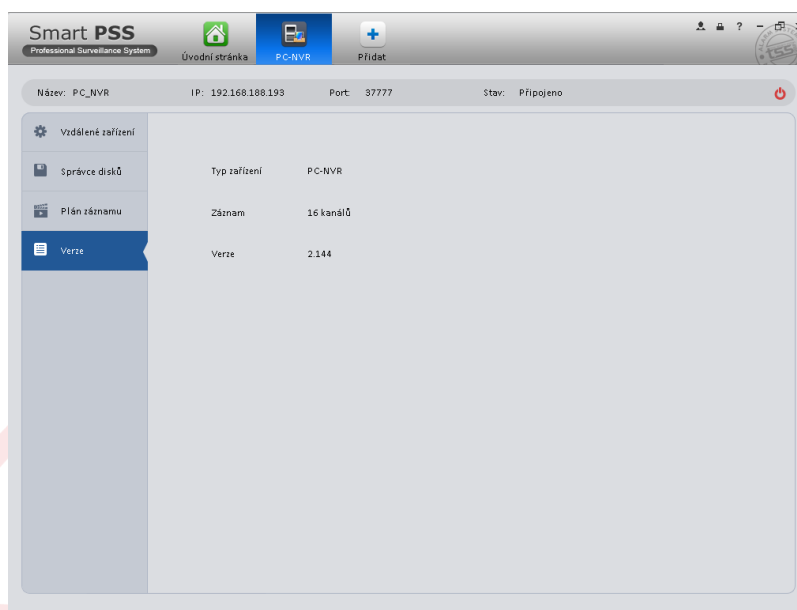 Smart PSS
Professional Surveillance System
Úvodní stránka
PC-NVR
Přidat
?
Název: PC_NVR IP: 192.168.188.193 Port: 37777 Stav: Připojeno
Vzdálené zařízení
Správce disků
Plán záznamu
Verze
Typ zařízení PC-NVR
Záznam 16 kanálů
Verze 2.144